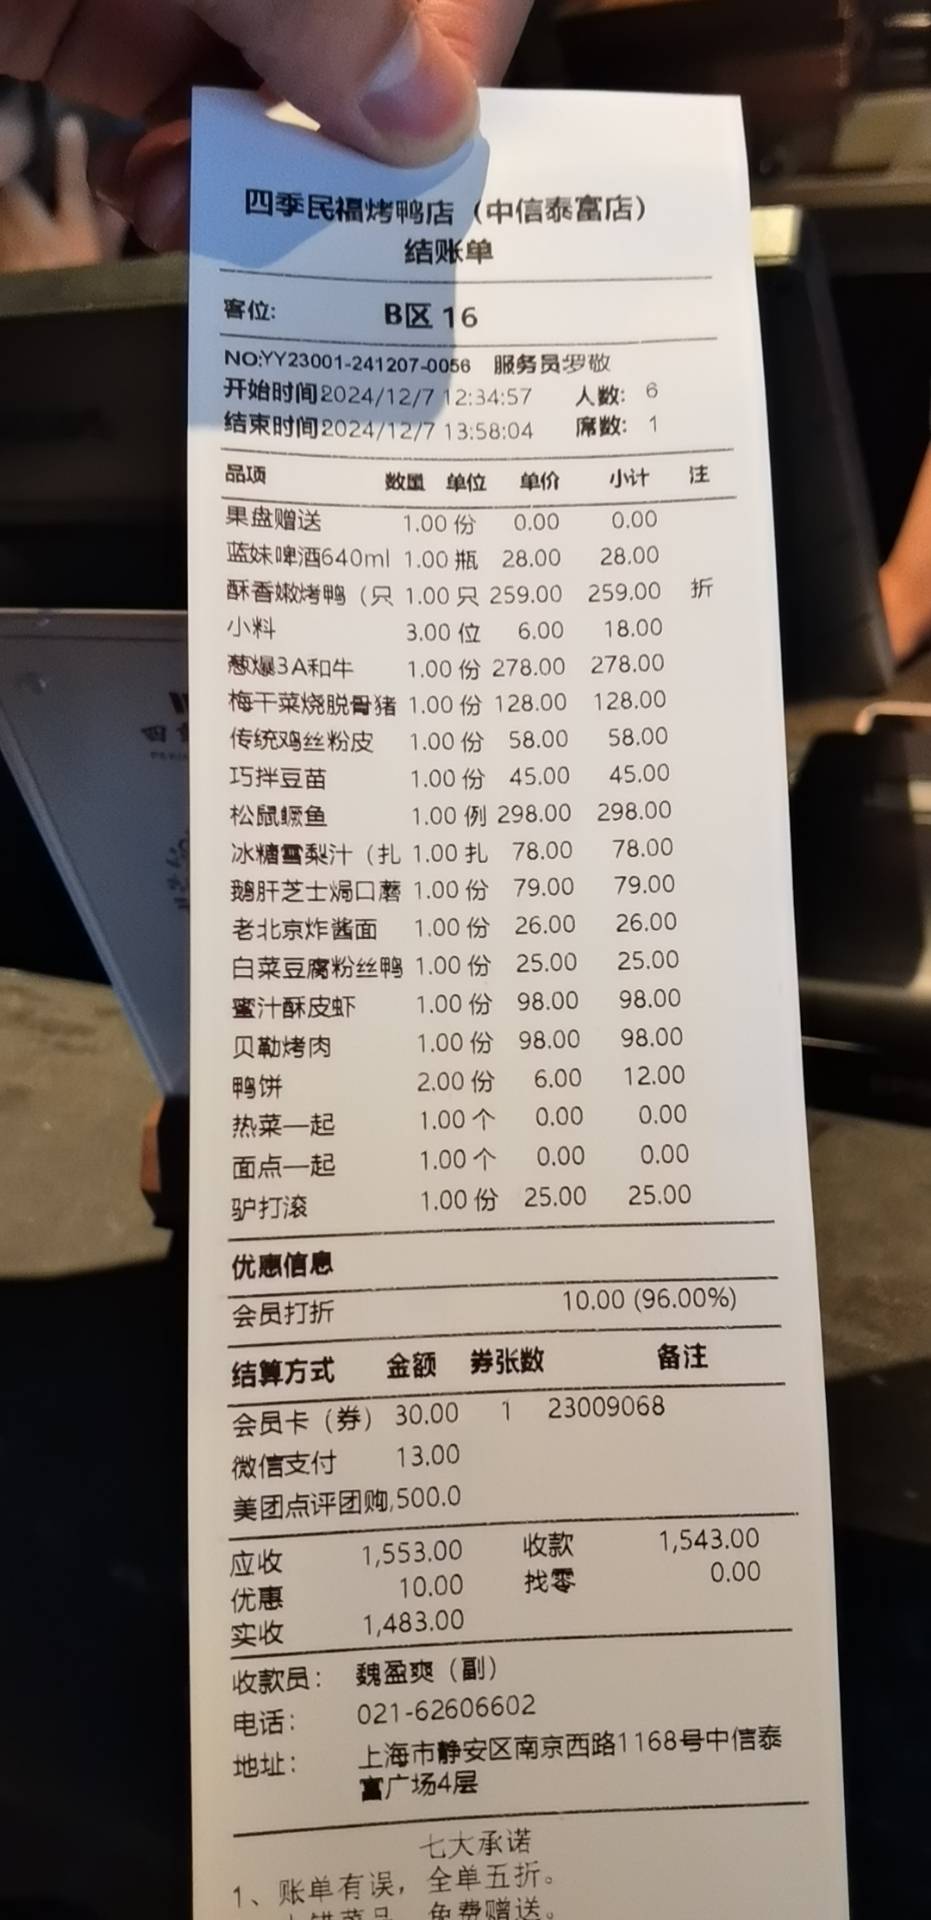 四季民福烤鸭店（中信泰富店）
结账单
客位： B区 16
NO:YY23001-241207-0056 服务员:罗敬
开始时间2024/12/7 12:34:57 人数: 6
结束时间2024/12/7 13:58:04 席数: 1
品项 数量 单位 单价 小计 注
果盘赠送 1.00 份 0.00 0.00
蓝妹啤酒640ml 1.00 瓶 28.00 28.00
酥香嫩烤鸭（只 1.00 只 259.00 259.00 折
小料 3.00 位 6.00 18.00
葱爆3A和牛 1.00 份 278.00 278.00
梅干菜烧脱骨猪 1.00 份 128.00 128.00
传统鸡丝粉皮 1.00 份 58.00 58.00
巧拌豆苗 1.00 份 45.00 45.00
松鼠鳜鱼 1.00 例 298.00 298.00
冰糖雪梨汁（扎 1.00 扎 78.00 78.00
鹅肝芝士焗口蘑 1.00 份 79.00 79.00
老北京炸酱面 1.00 份 26.00 26.00
白菜豆腐粉丝鸭 1.00 份 25.00 25.00
蜜汁酥皮虾 1.00 份 98.00 98.00
贝勒烤肉 1.00 份 98.00 98.00
鸭饼 2.00 份 6.00 12.00
热菜一起 1.00 个 0.00 0.00
面点一起 1.00 个 0.00 0.00
驴打滚 1.00 份 25.00 25.00
优惠信息
会员打折 10.00 (96.00%)
结算方式 金额 券张数 备注
会员卡（券） 30.00 1 23009068
微信支付 13.00
美团点评团购,500.0
应收 1,553.00 收款 1,543.00
优惠 10.00 找零 0.00
实收 1,483.00
收款员： 魏盈爽（副）
电话： 021-62606602
地址： 上海市静安区南京西路1168号中信泰
富广场4层
七大承诺
1、账单有误，全单五折。
免费赠送。